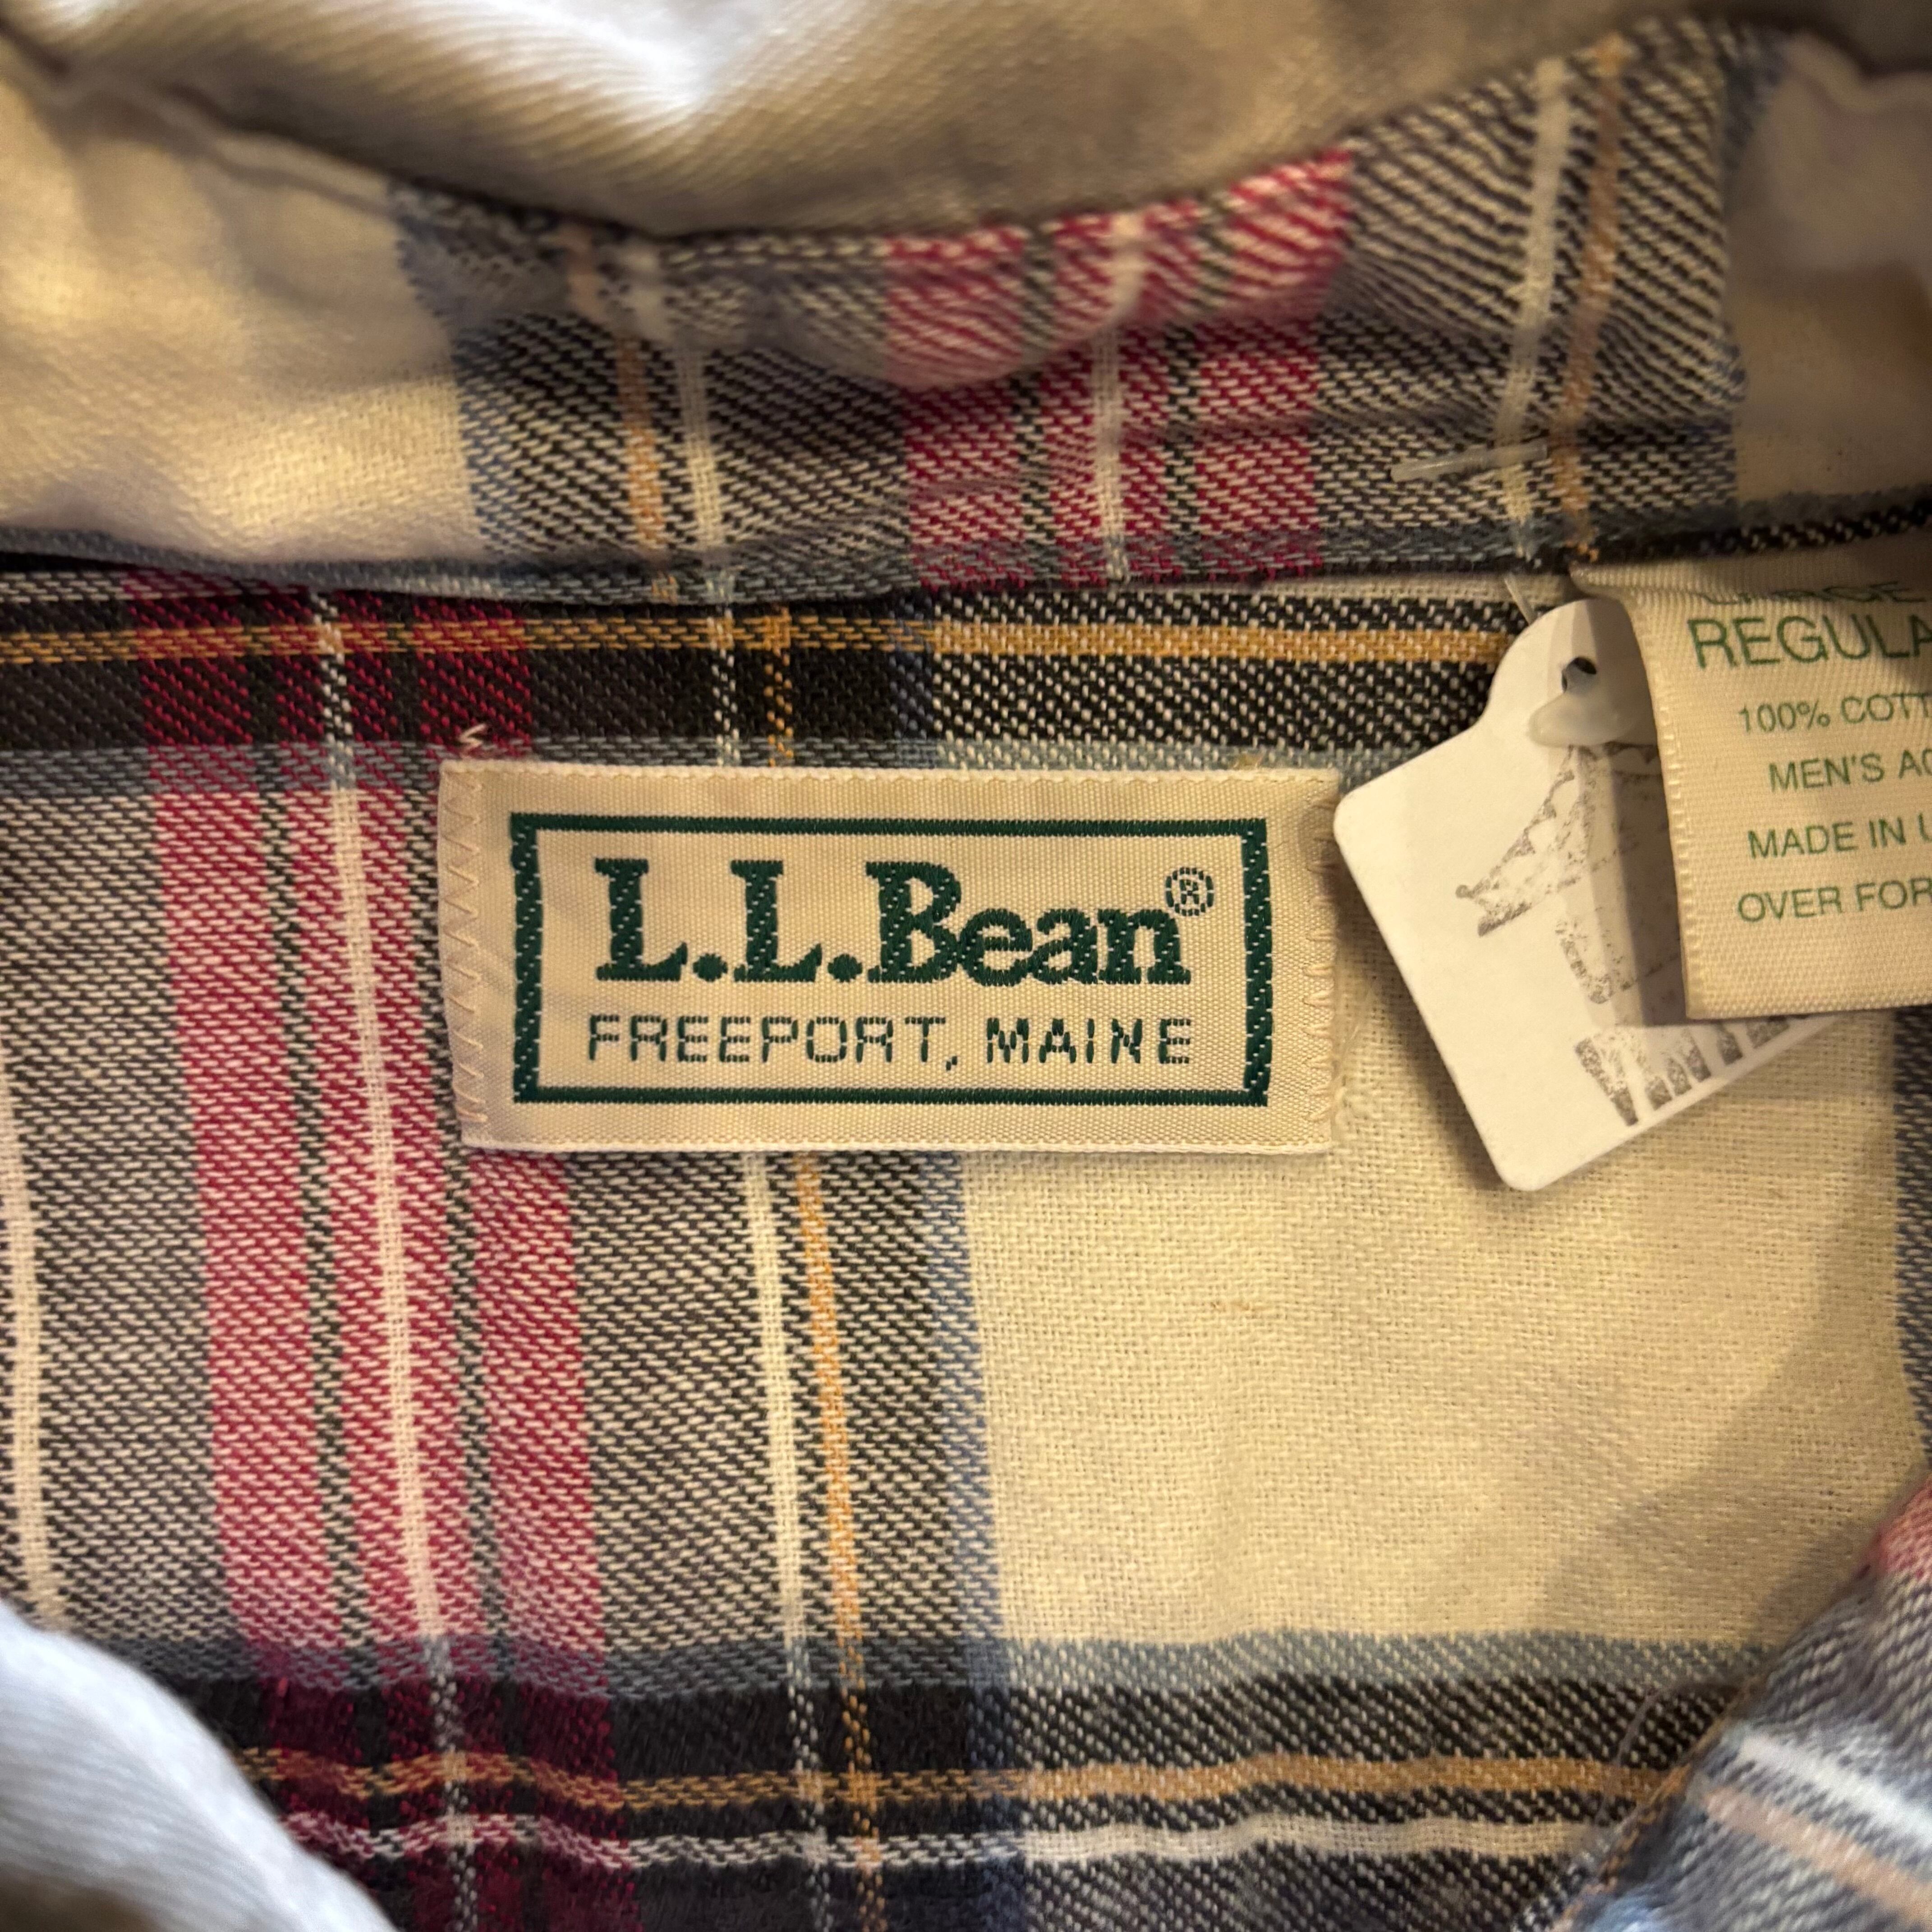 L.L.Bean®
FREEPORT, MAINE
REGULA
100% COTT
MEN'S AC
MADE IN U
OVER FOR